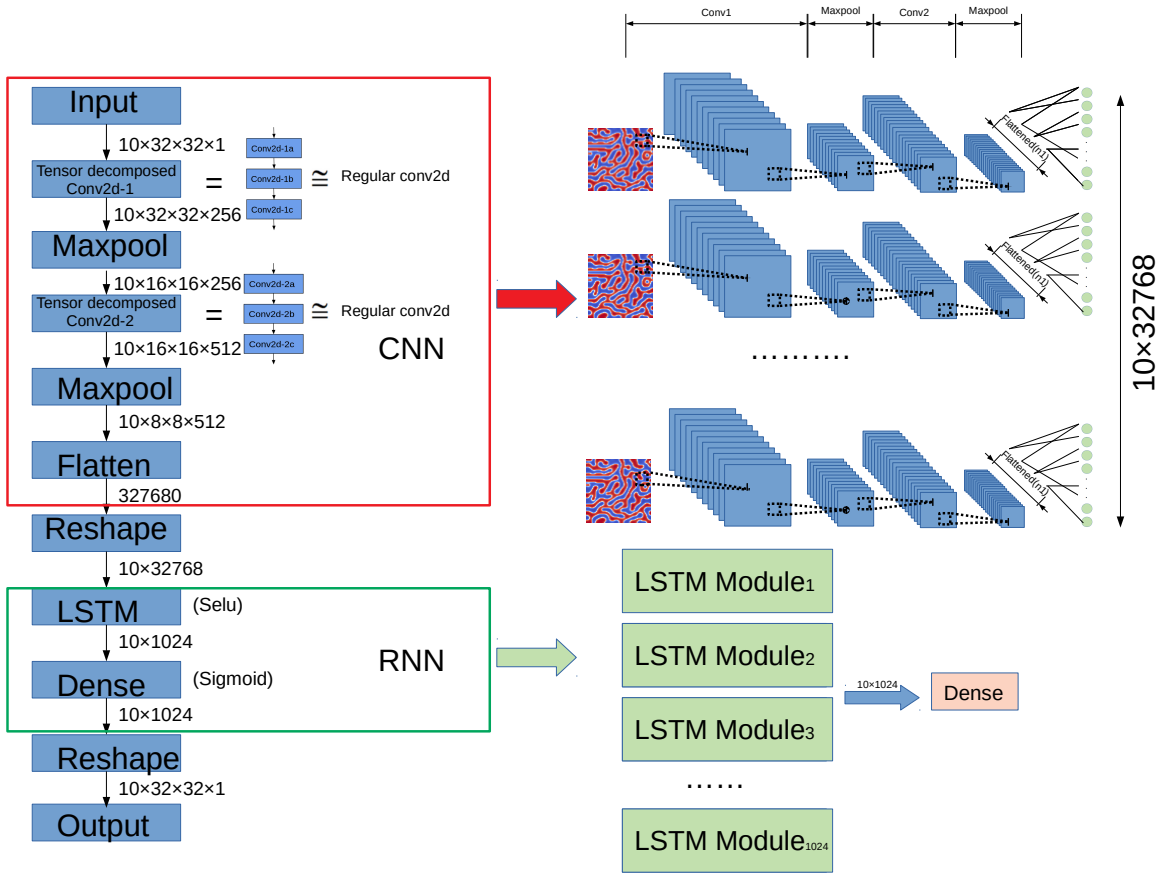 Input
10×32×32×1
Tensor decomposed
Conv2d-1
=
Conv2d-1a
Conv2d-1b
Conv2d-1c
≅ Regular conv2d
10×32×32×256
Maxpool
10×16×16×256
Tensor decomposed
Conv2d-2
=
Conv2d-2a
Conv2d-2b
Conv2d-2c
≅ Regular conv2d
10×16×16×512
CNN
Maxpool
10×8×8×512
Flatten
327680
Reshape
10×32768
LSTM (Selu)
10×1024
RNN
Dense (Sigmoid)
10×1024
Reshape
10×32×32×1
Output
Conv1 Maxpool Conv2 Maxpool
Flattened(n1)
Flattened(n1)
……….
Flattened(n1)
10×32768
LSTM Module1
LSTM Module2
LSTM Module3
……
LSTM Module1024
10×1024
Dense